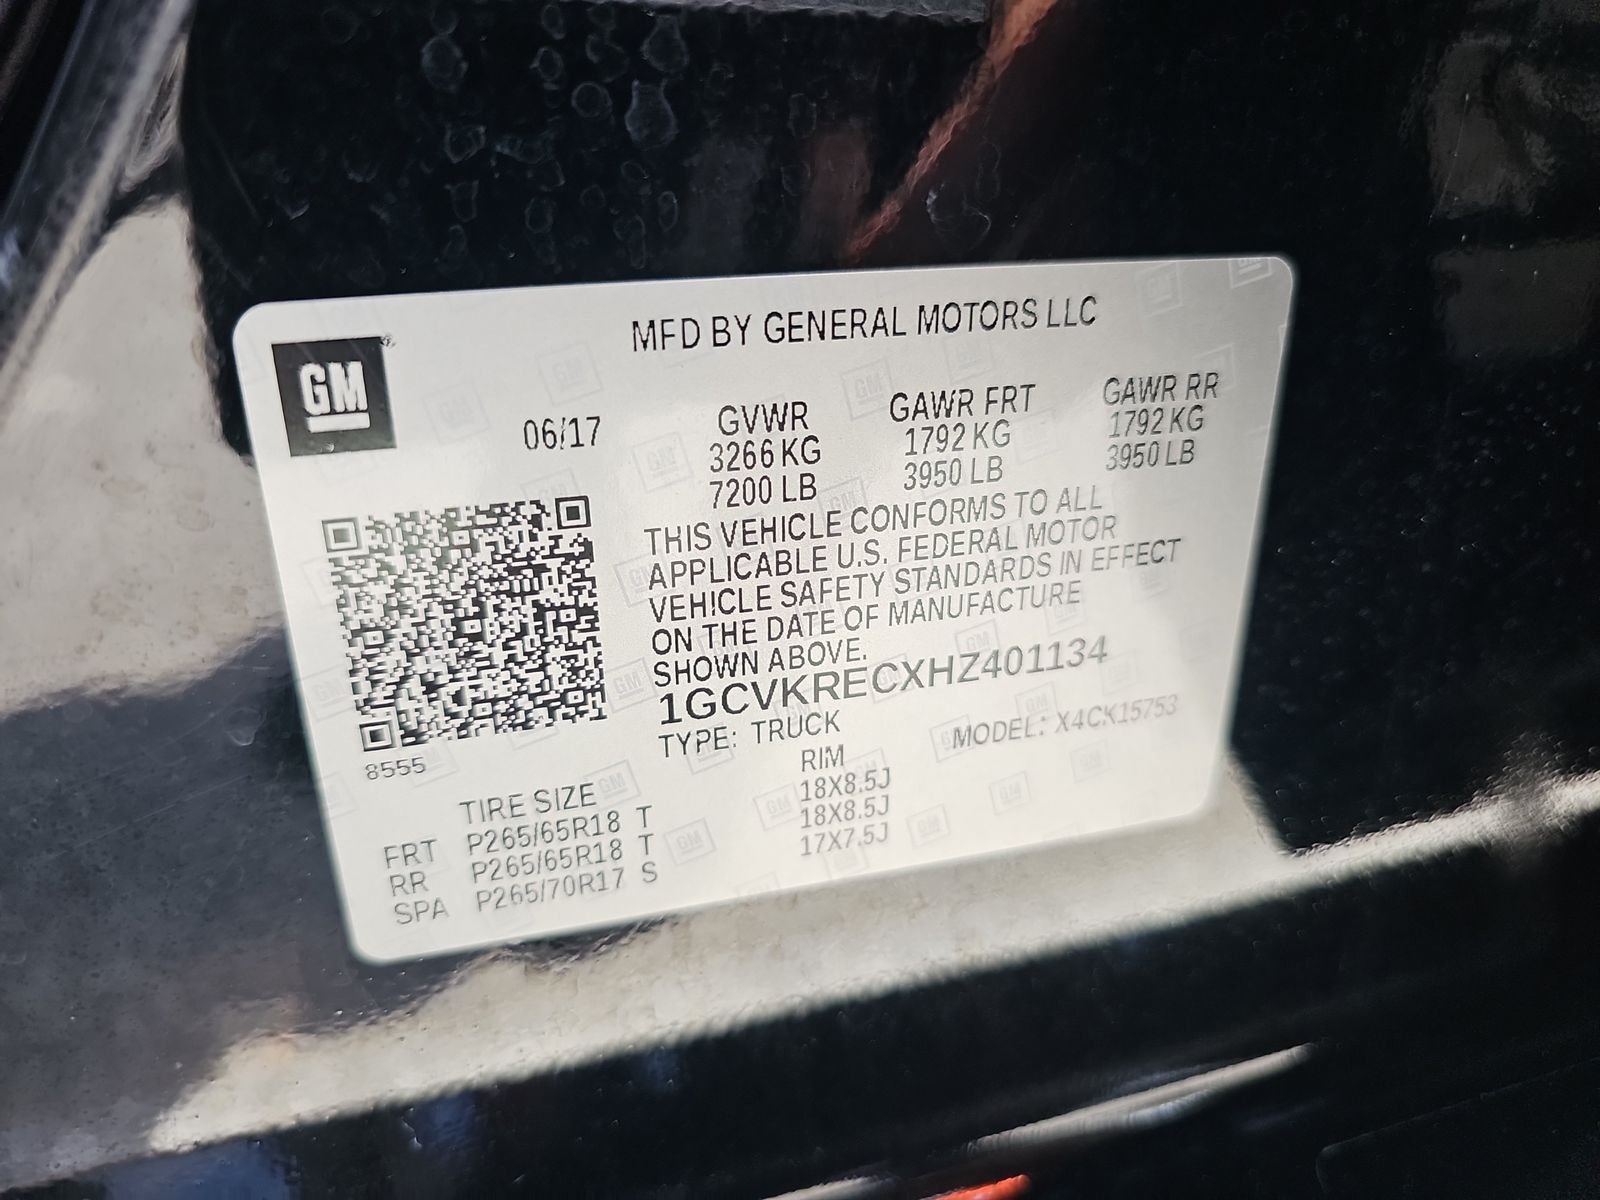 MFD BY GENERAL MOTORS LLC
GM
06/17
GVWR GAWR FRT GAWR RR
3266 KG 1792 KG 1792 KG
7200 LB 3950 LB 3950 LB
THIS VEHICLE CONFORMS TO ALL
APPLICABLE U.S. FEDERAL MOTOR
VEHICLE SAFETY STANDARDS IN EFFECT
ON THE DATE OF MANUFACTURE
SHOWN ABOVE.
1GCVKRECXHZ401134
TYPE: TRUCK MODEL: X4CK15753
8555
TIRE SIZE RIM
FRT P265/65R18 T 18X8.5J
RR P265/65R18 T 18X8.5J
SPA P265/70R17 S 17X7.5J